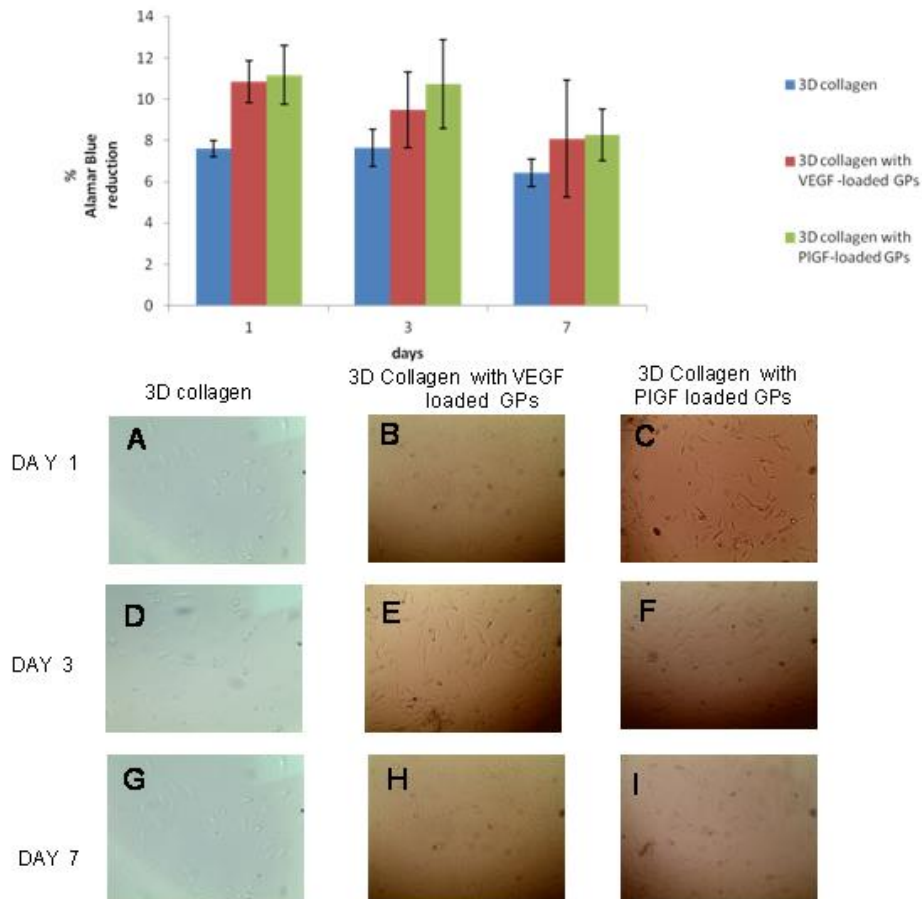 14
12
10
8
6
4
2
0
%
Alamar Blue
reduction
1
3
7
days
3D collagen
3D collagen with
VEGF-loaded GPs
3D collagen with
PlGF-loaded GPs
3D collagen
3D Collagen with VEGF
loaded GPs
3D Collagen with
PlGF loaded GPs
DAY 1
A
B
C
DAY 3
D
E
F
DAY 7
G
H
I